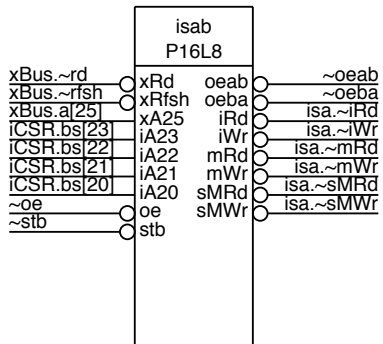 isab
P16L8
xBus.~rd xRd oeab ~oeab
xBus.~rfsh xRfsh oeba ~oeba
xBus.a[25] xA25 iRd isa.~iRd
iCSR.bs[23] iA23 iWr isa.~iWr
iCSR.bs[22] iA22 mRd isa.~mRd
iCSR.bs[21] iA21 mWr isa.~mWr
iCSR.bs[20] iA20 sMRd isa.~sMRd
~oe oe sMWr isa.~sMWr
~stb stb